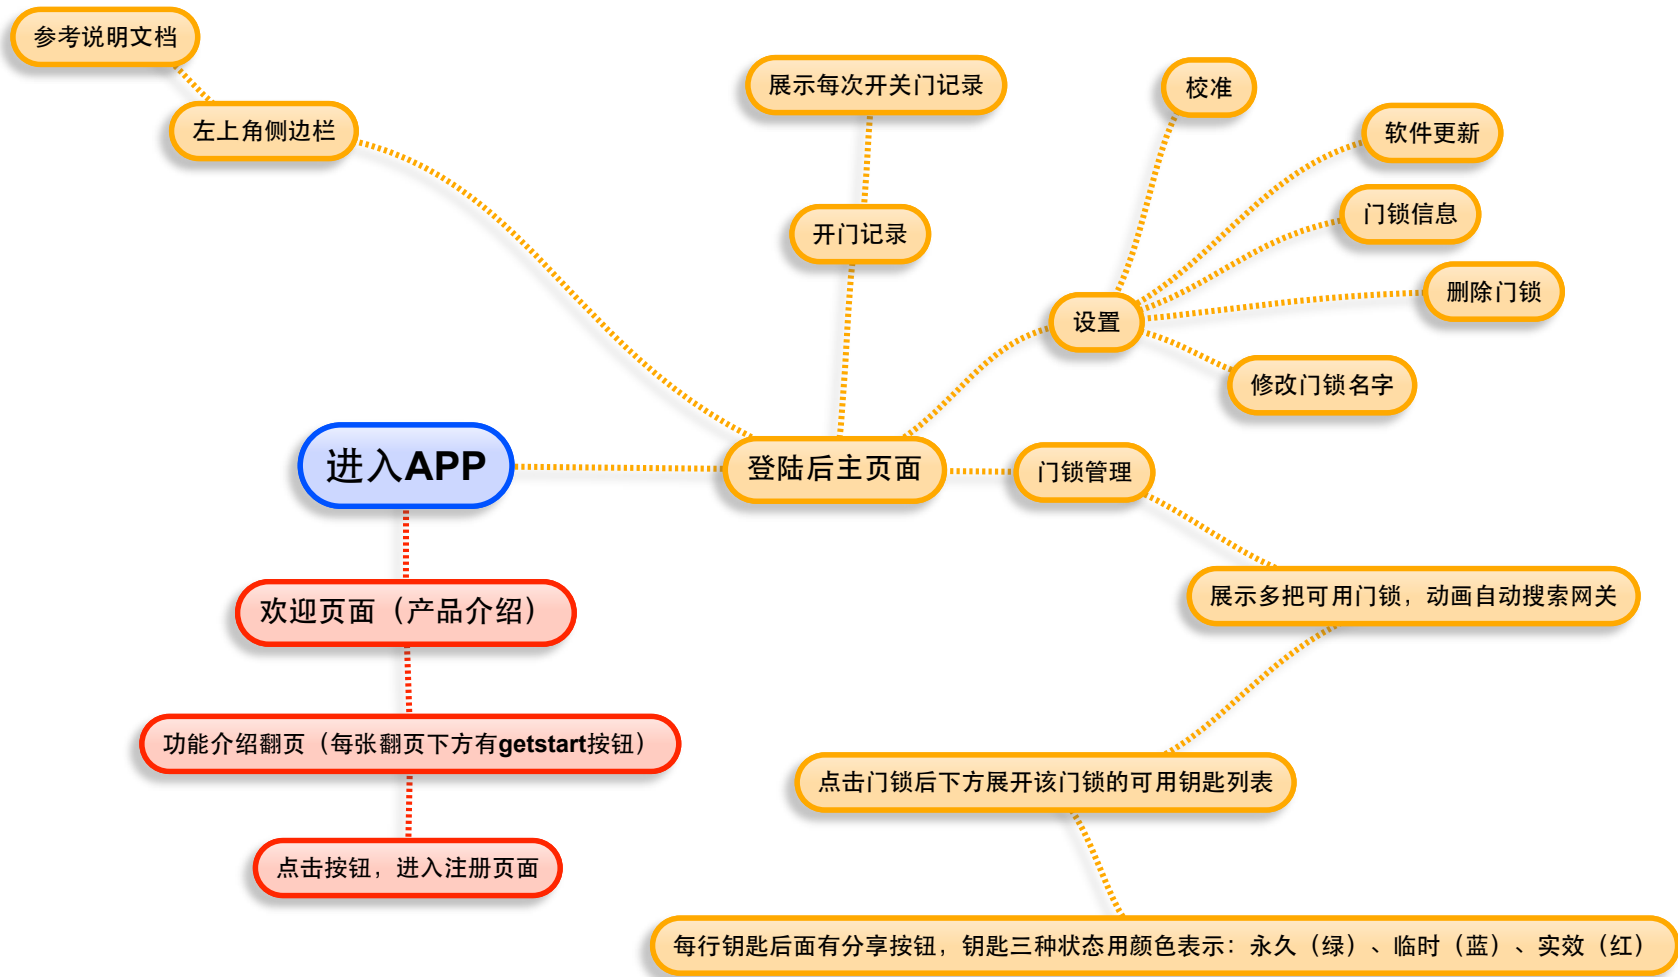 参考说明文档
左上角侧边栏
展示每次开关门记录
开门记录
校准
软件更新
门锁信息
删除门锁
设置
修改门锁名字
进入APP
登陆后主页面
门锁管理
欢迎页面（产品介绍）
展示多把可用门锁，动画自动搜索网关
功能介绍翻页（每张翻页下方有getstart按钮）
点击门锁后下方展开该门锁的可用钥匙列表
点击按钮，进入注册页面
每行钥匙后面有分享按钮，钥匙三种状态用颜色表示：永久（绿）、临时（蓝）、实效（红）